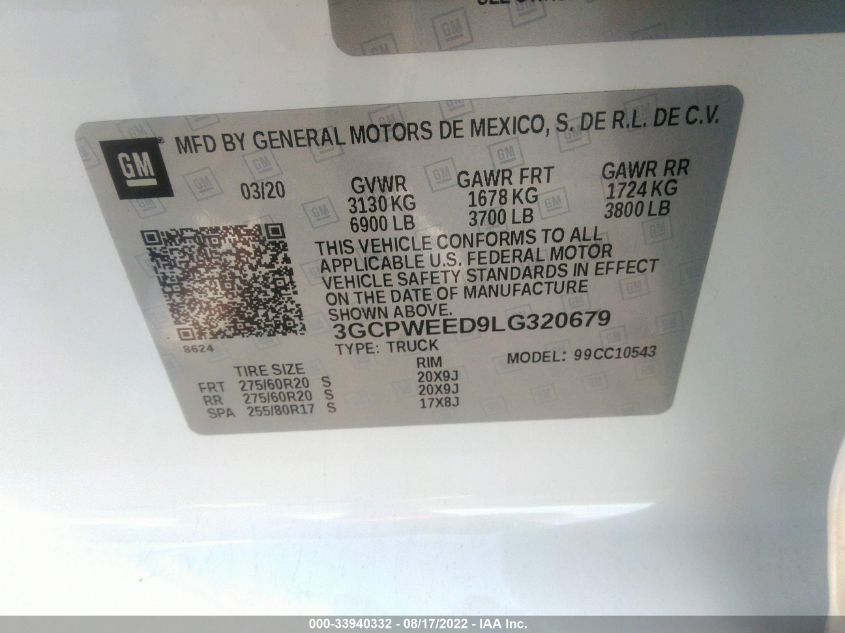 GM
MFD BY GENERAL MOTORS DE MEXICO, S. DE R.L. DE C.V.
03/20
GVWR
3130 KG
6900 LB
GAWR FRT
1678 KG
3700 LB
GAWR RR
1724 KG
3800 LB
THIS VEHICLE CONFORMS TO ALL
APPLICABLE U.S. FEDERAL MOTOR
VEHICLE SAFETY STANDARDS IN EFFECT
ON THE DATE OF MANUFACTURE
SHOWN ABOVE.
3GCPWEED9LG320679
8624
TYPE: TRUCK
MODEL: 99CC10543
TIRE SIZE RIM
FRT 275/60R20 S 20X9J
RR 275/60R20 S 20X9J
SPA 255/80R17 S 17X8J
000-33940332 - 08/17/2022 - IAA Inc.